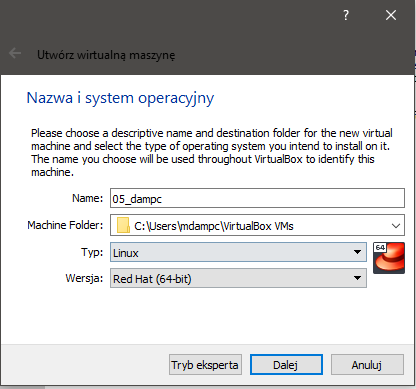 ?
Utwórz wirtualną maszynę
Nazwa i system operacyjny
Please choose a descriptive name and destination folder for the new virtual
machine and select the type of operating system you intend to install on it.
The name you choose will be used throughout VirtualBox to identify this
machine.
Name: 05_dampc
Machine Folder: C:\Users\mdampc\VirtualBox VMs
Typ: Linux
64
Wersja: Red Hat (64-bit)
Tryb eksperta Dalej Anuluj